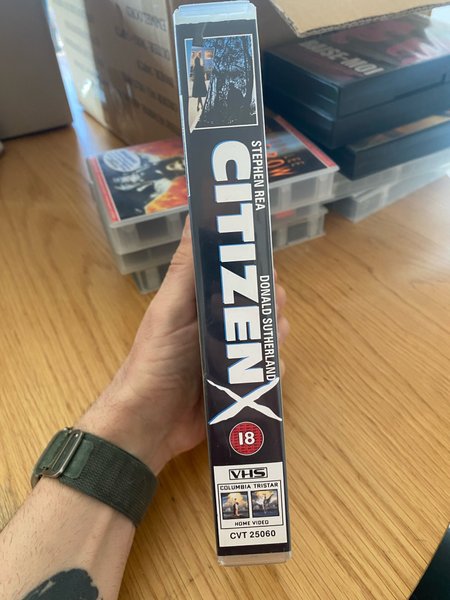 STEPHEN REA
DONALD SUTHERLAND
CITIZEN X
18
VHS
COLUMBIA TRISTAR
HOME VIDEO
CVT 25060